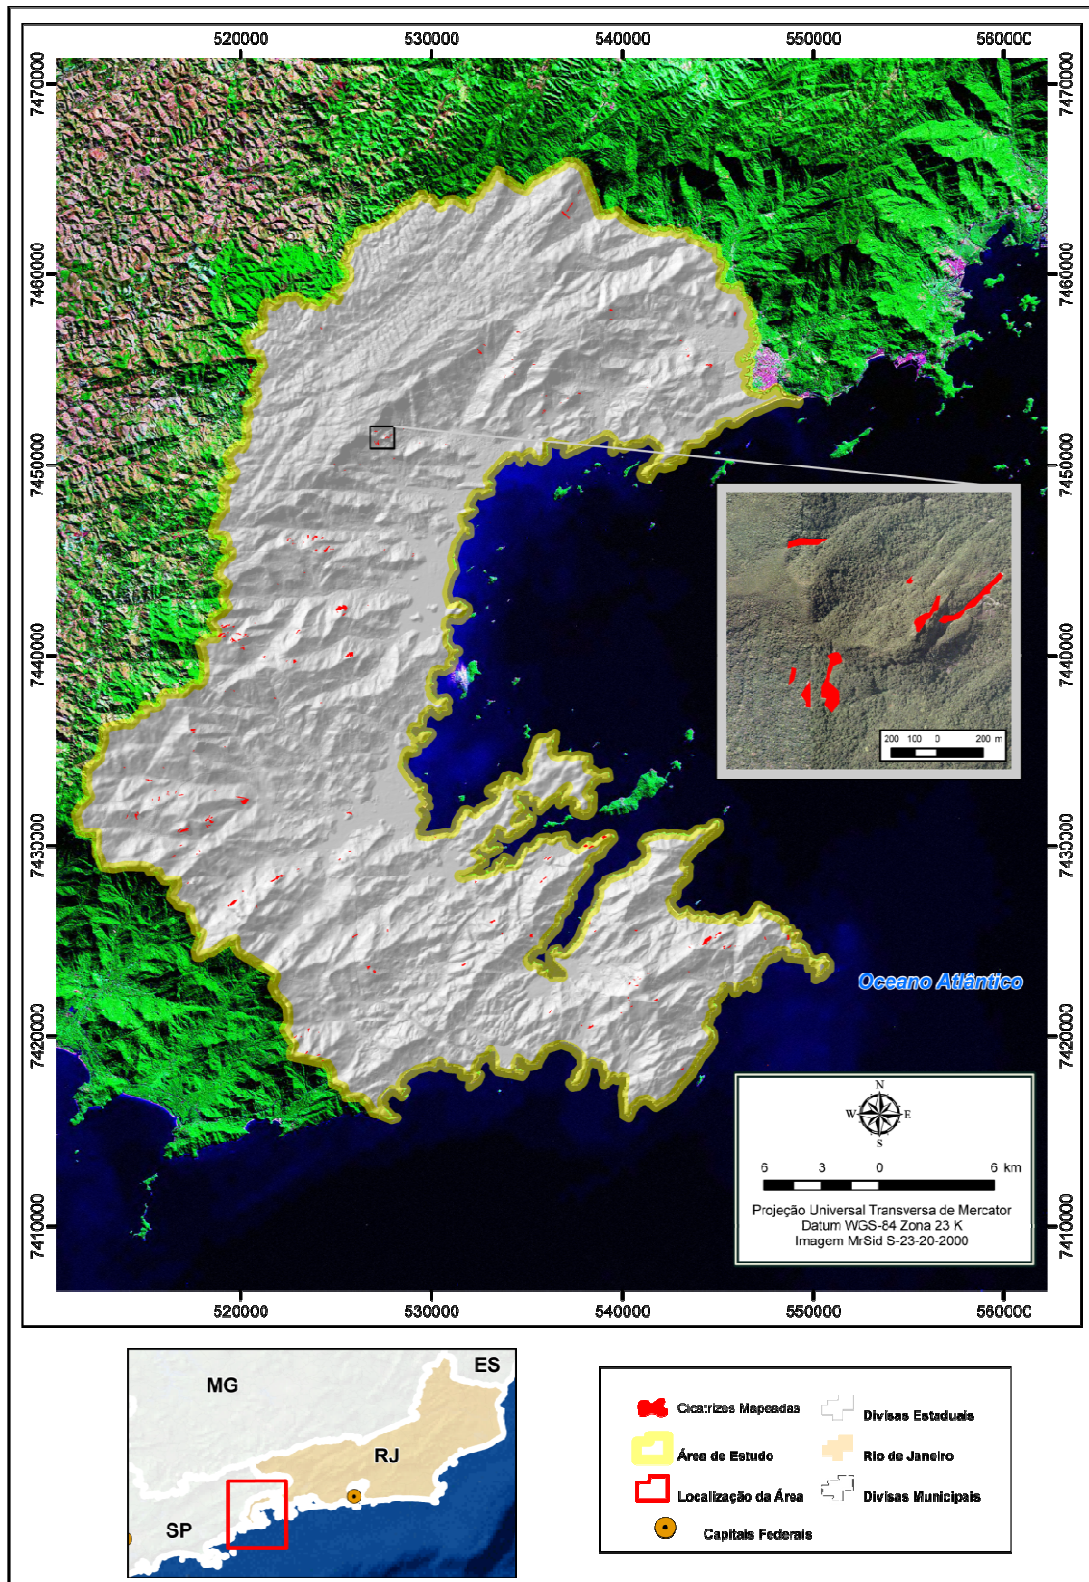 520000 530000 540000 550000 560000
7470000 7470000
7460000 7460000
7450000 7450000
7440000 7440000
7430000 7430000
7420000 7420000
7410000 7410000
200 100 0 200 m
Oceano Atlântico
N
W E
S
6 3 0 6 km
Projeção Universal Transversa de Mercator
Datum WGS-84 Zona 23 K
Imagem MrSid S-23-20-2000
520000 530000 540000 550000 560000
MG
ES
RJ
SP
Cicatrizes Mapeadas
Divisas Estaduais
Área de Estudo
Rio de Janeiro
Localização da Área
Divisas Municipais
Capitais Federais